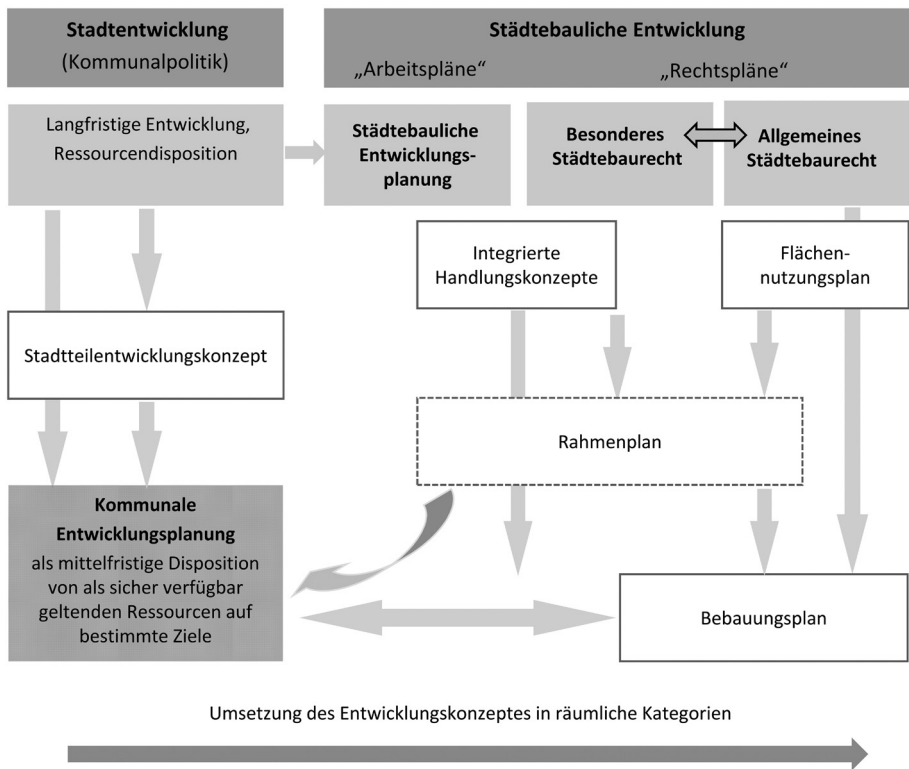 Stadtentwicklung
(Kommunalpolitik)
Städtebauliche Entwicklung
„Arbeitspläne“
„Rechtspläne“
Langfristige Entwicklung,
Ressourcendisposition
Städtebauliche
Entwicklungs-
planung
Besonderes
Städtebaurecht
Allgemeines
Städtebaurecht
Integrierte
Handlungskonzepte
Flächen-
nutzungsplan
Stadtteilentwicklungskonzept
Rahmenplan
Kommunale
Entwicklungsplanung
als mittelfristige Disposition
von als sicher verfügbar
geltenden Ressourcen auf
bestimmte Ziele
Bebauungsplan
Umsetzung des Entwicklungskonzeptes in räumliche Kategorien